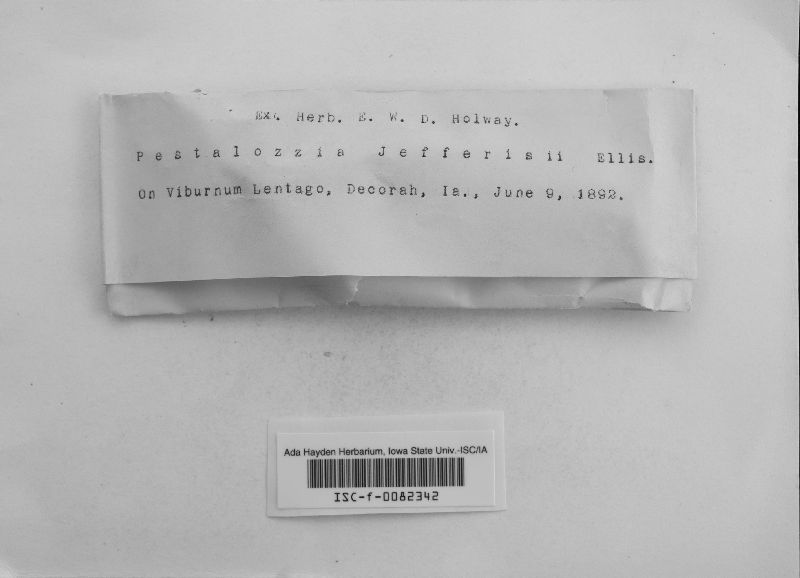 Ex. Herb. E. W. D. Holway.
Pestalozzia Jefferisii Ellis.
On Viburnum Lentago, Decorah, Ia., June 9, 1892.
Ada Hayden Herbarium, Iowa State Univ.-ISC/IA
ISC-f-0082342